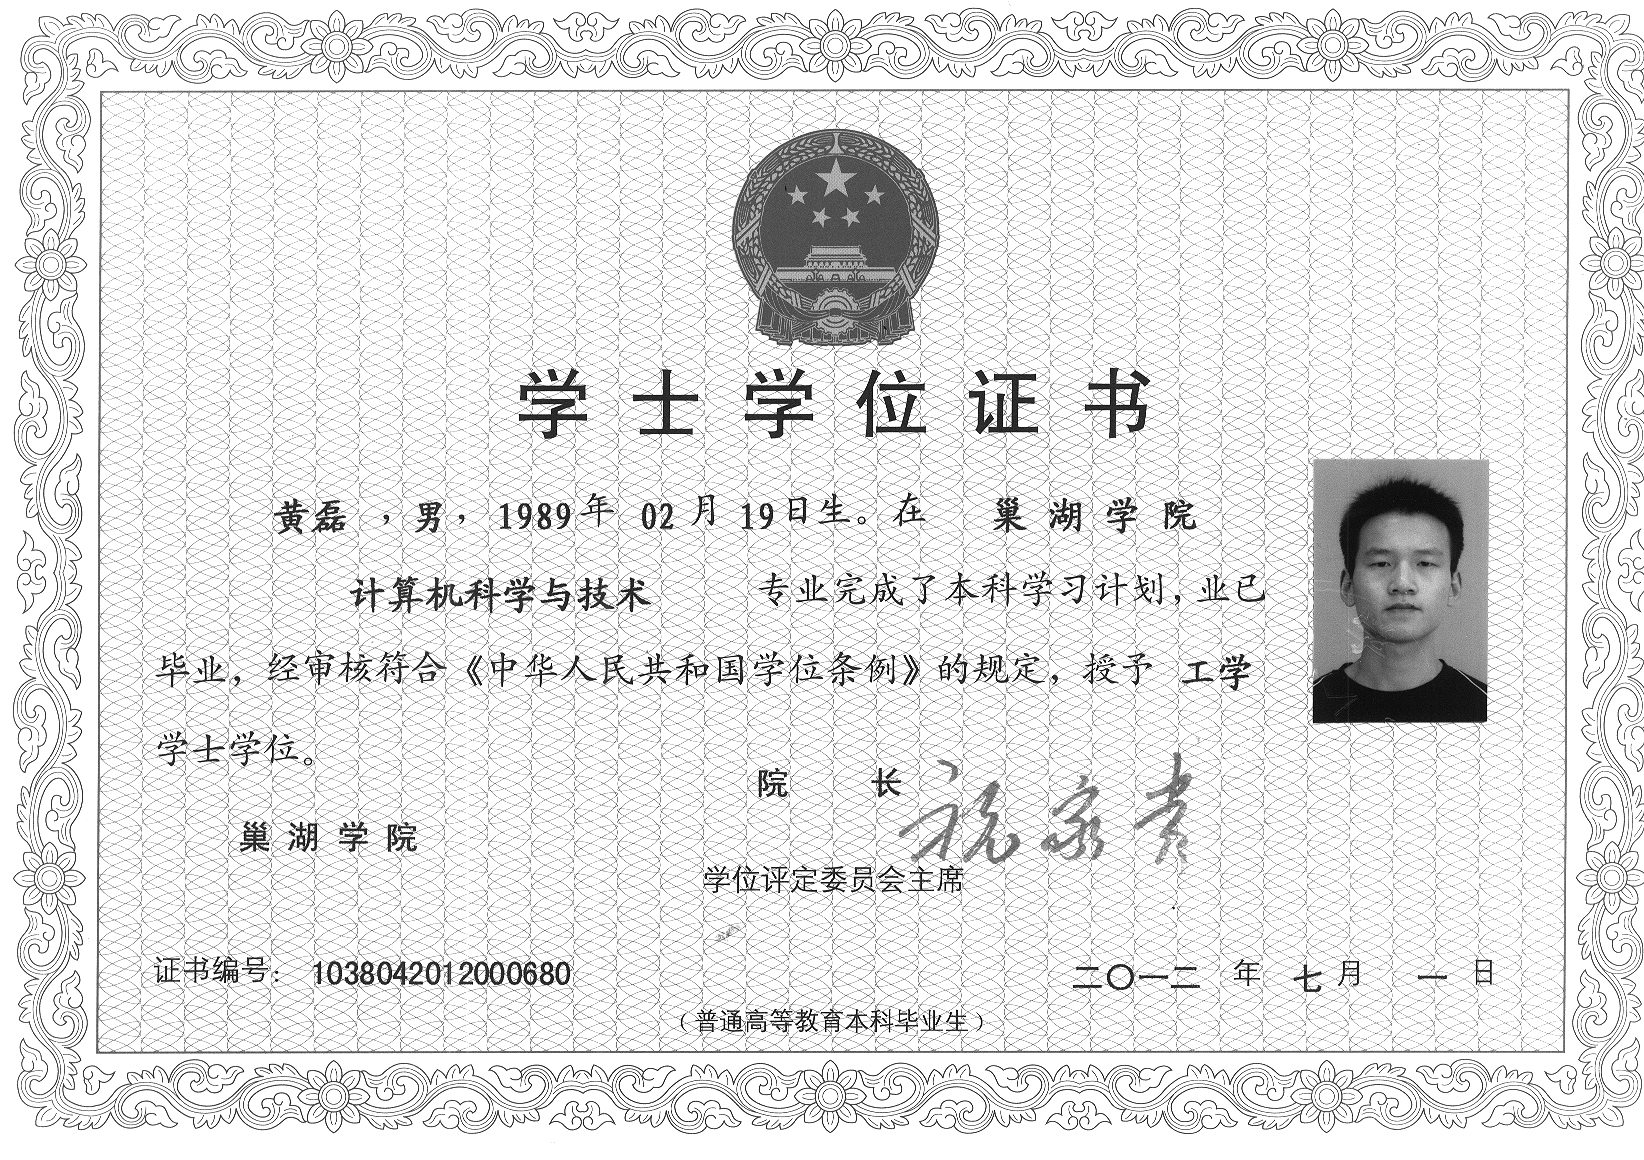 学士学位证书
黄磊,男,1989年 02月 19日生。在 巢湖学院
计算机科学与技术 专业完成了本科学习计划,业已
毕业,经审核符合《中华人民共和国学位条例》的规定,授予 工学
学士学位。
院 长
巢湖学院
学位评定委员会主席
证书编号: 1038042012000680
二〇一二 年 七 月 一 日
(普通高等教育本科毕业生)